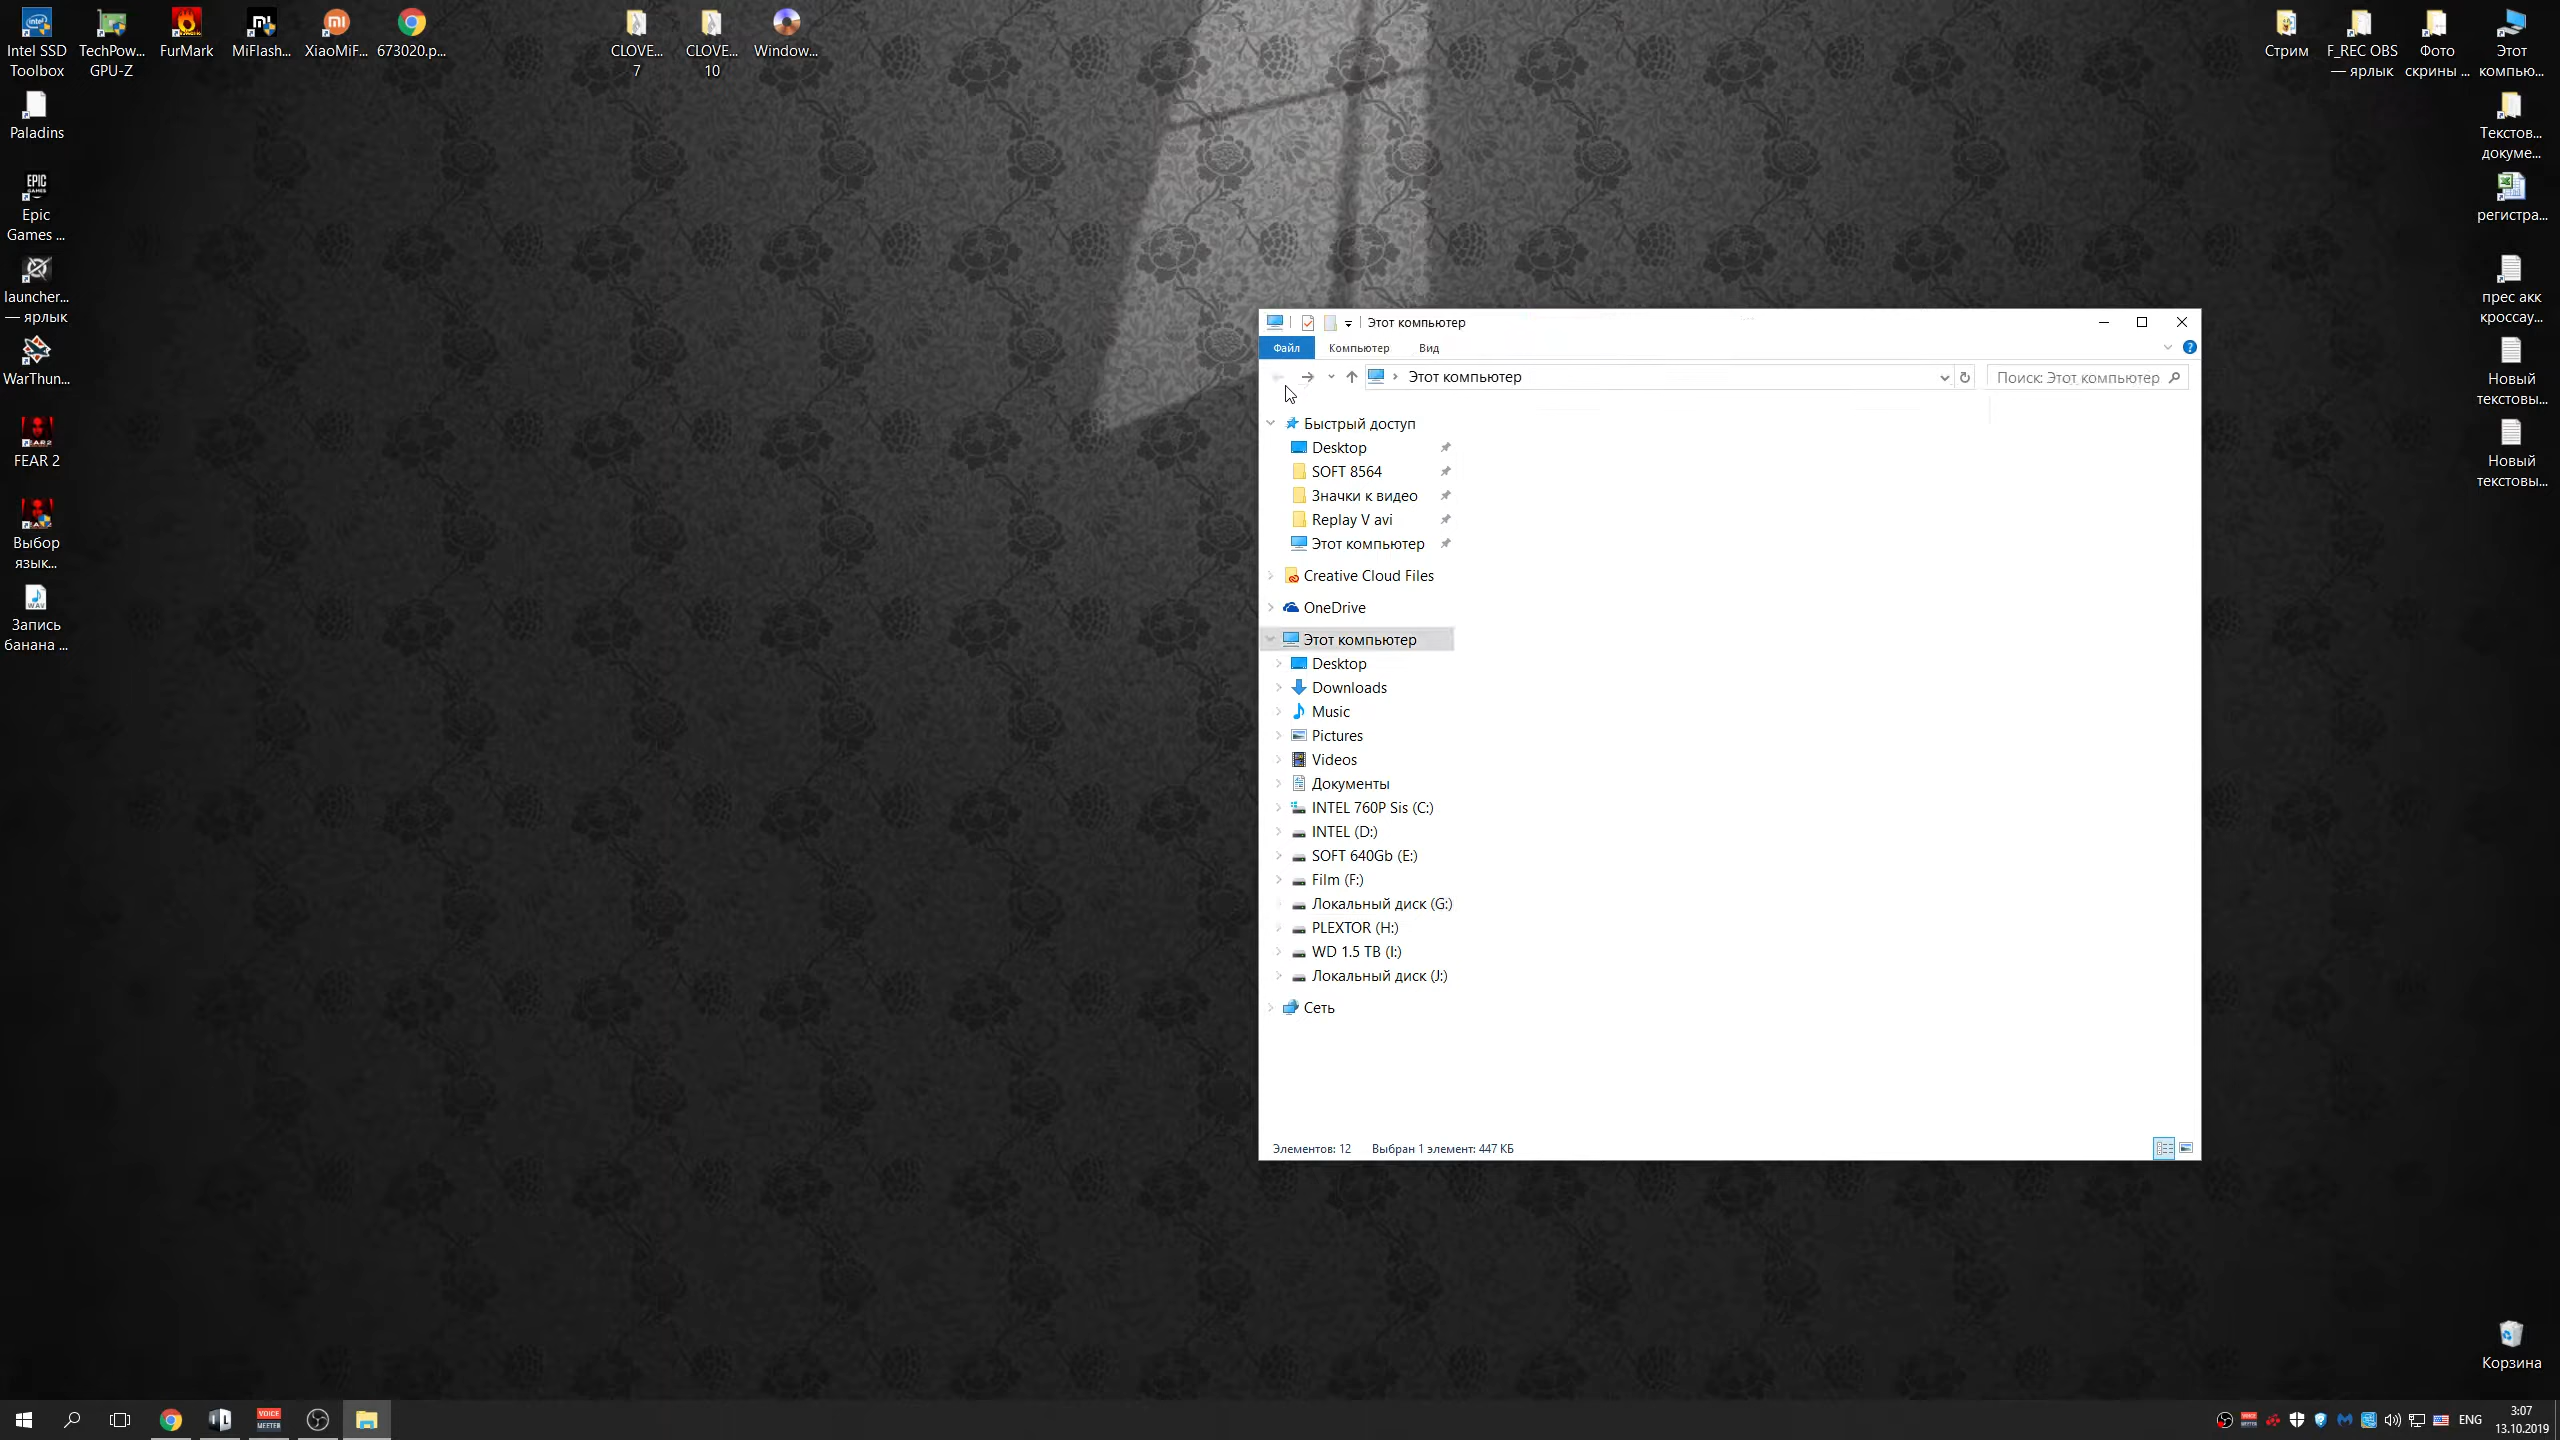 Intel SSD
Toolbox
TechPow...
GPU-Z
FurMark
MiFlash...
XiaoMiF...
673020.p...
CLOVE...
7
CLOVE...
10
Window...
Стрим
F_REC OBS
— ярлык
Фото
скрины ...
Этот
компью...
Paladins
Текстов...
докуме...
EPIC
GAMES
Epic
Games ...
регистра...
launcher...
— ярлык
прес акк
кроссау...
WarThun...
Новый
текстовы...
FEAR 2
Новый
текстовы...
Выбор
язык...
WAV
Запись
банана ...
Этот компьютер
Файл
Компьютер
Вид
Этот компьютер
Поиск: Этот компьютер
Быстрый доступ
Desktop
SOFT 8564
Значки к видео
Replay V avi
Этот компьютер
Creative Cloud Files
OneDrive
Этот компьютер
Desktop
Downloads
Music
Pictures
Videos
Документы
INTEL 760P Sis (C:)
INTEL (D:)
SOFT 640Gb (E:)
Film (F:)
Локальный диск (G:)
PLEXTOR (H:)
WD 1.5 TB (I:)
Локальный диск (J:)
Сеть
Элементов: 12
Выбран 1 элемент: 447 КБ
Корзина
VOICE
MEETER
ENG
3:07
13.10.2019